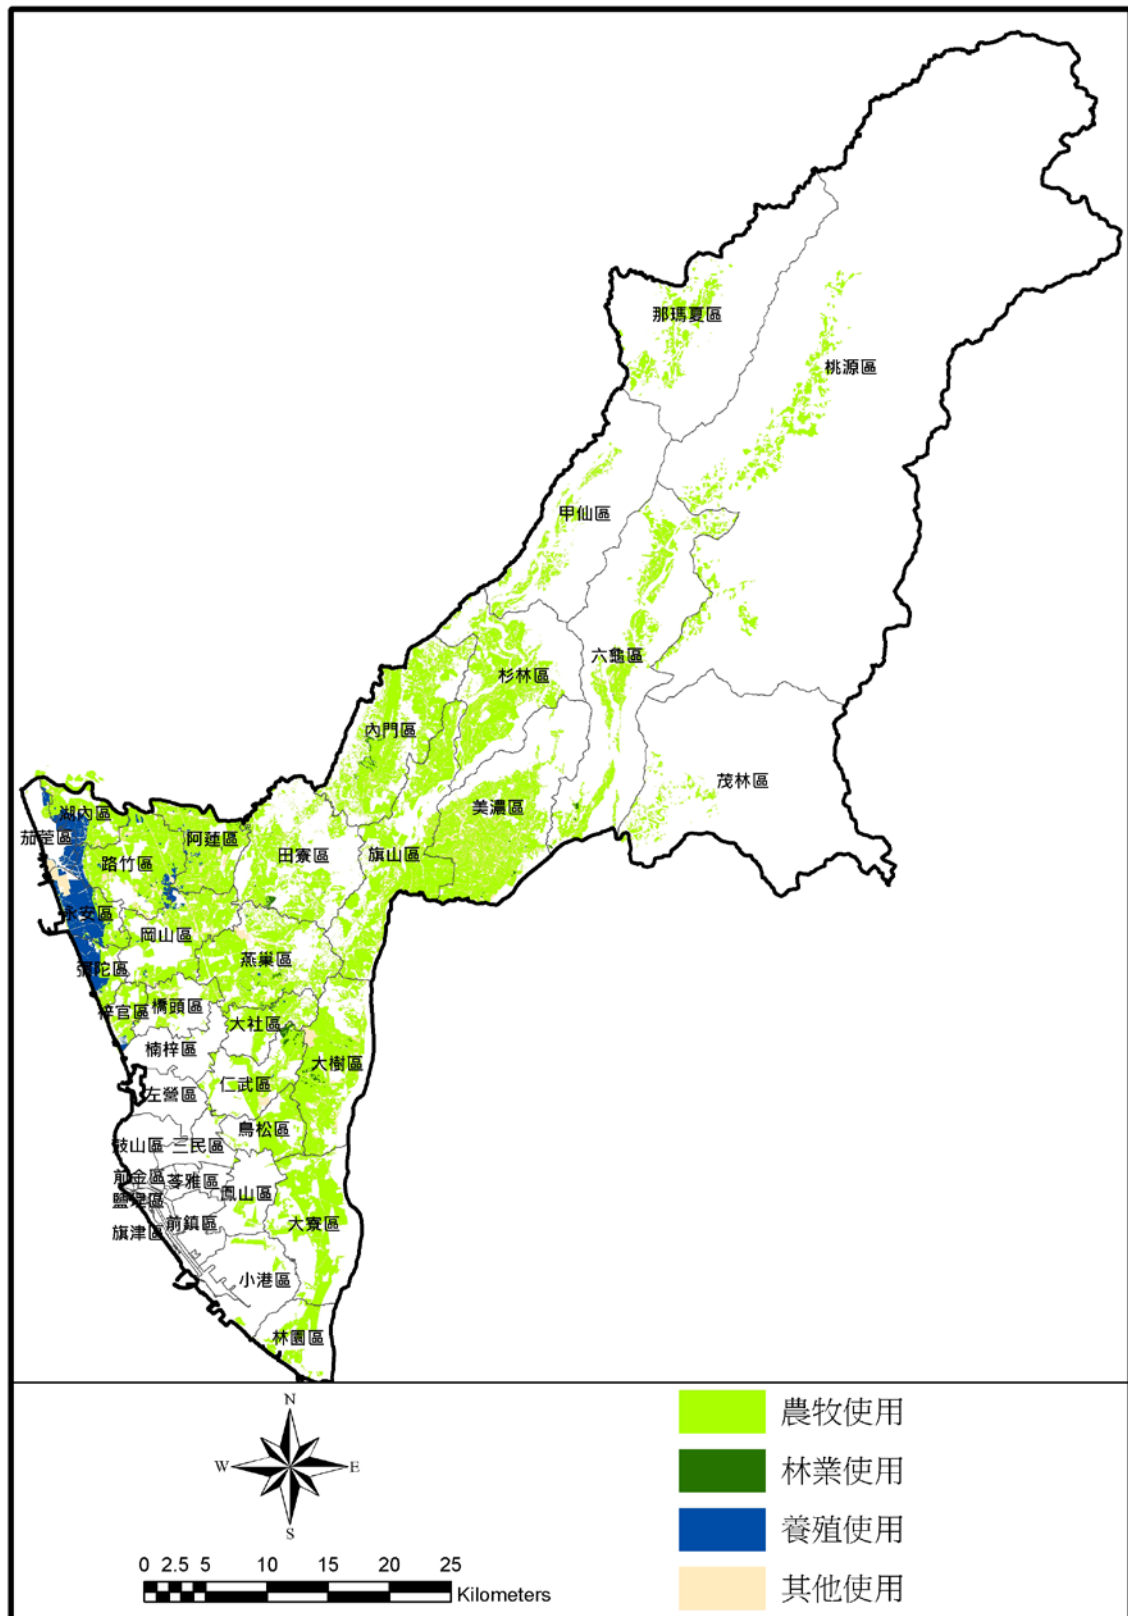 那瑪夏區
桃源區
甲仙區
六龜區
杉林區
內門區
茂林區
美濃區
湖內區
茄萣區
阿蓮區
路竹區
田寮區
旗山區
永安區
岡山區
燕巢區
彌陀區
橋頭區
梓官區
大社區
楠梓區
大樹區
仁武區
左營區
鳥松區
鼓山區
三民區
前金區
苓雅區
鹽埕區
鳳山區
前鎮區
大寮區
旗津區
小港區
林園區
N
W
E
S
0 2.5 5 10 15 20 25
Kilometers
農牧使用
林業使用
養殖使用
其他使用